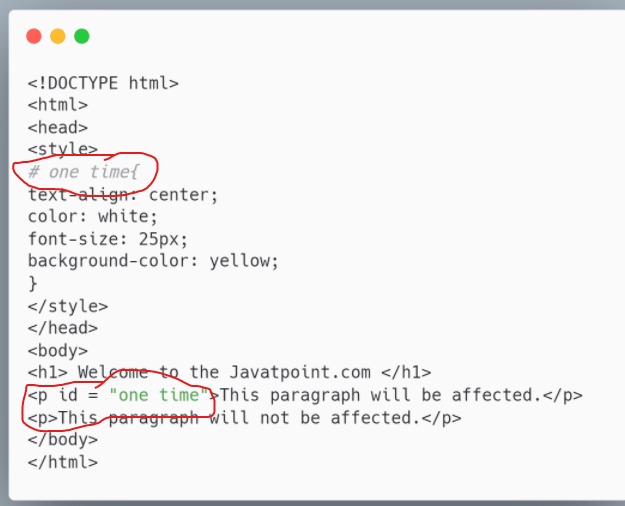 <!DOCTYPE html>
<html>
<head>
<style>
# one time{
text-align: center;
color: white;
font-size: 25px;
background-color: yellow;
}
</style>
</head>
<body>
<h1> Welcome to the Javatpoint.com </h1>
<p id = "one time">This paragraph will be affected.</p>
<p>This paragraph will not be affected.</p>
</body>
</html>